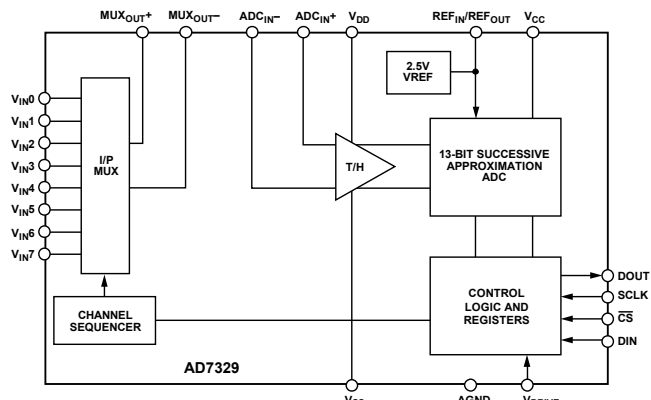 MUXOUT+ MUXOUT– ADCIN– ADCIN+ VDD REFIN/REFOUT VCC
2.5V
VREF
VIN0
VIN1
VIN2
VIN3
VIN4
VIN5
VIN6
VIN7
I/P
MUX
T/H
13-BIT SUCCESSIVE
APPROXIMATION
ADC
CHANNEL
SEQUENCER
CONTROL
LOGIC AND
REGISTERS
DOUT
SCLK
CS
DIN
AD7329
AGND